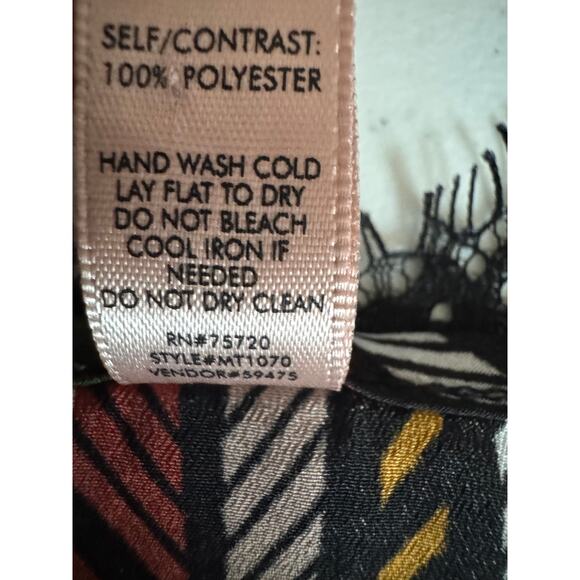 SELF/CONTRAST:
100% POLYESTER
HAND WASH COLD
LAY FLAT TO DRY
DO NOT BLEACH
COOL IRON IF
NEEDED
DO NOT DRY CLEAN
RN#75720
STYLE#MT1070
VENDOR#59475